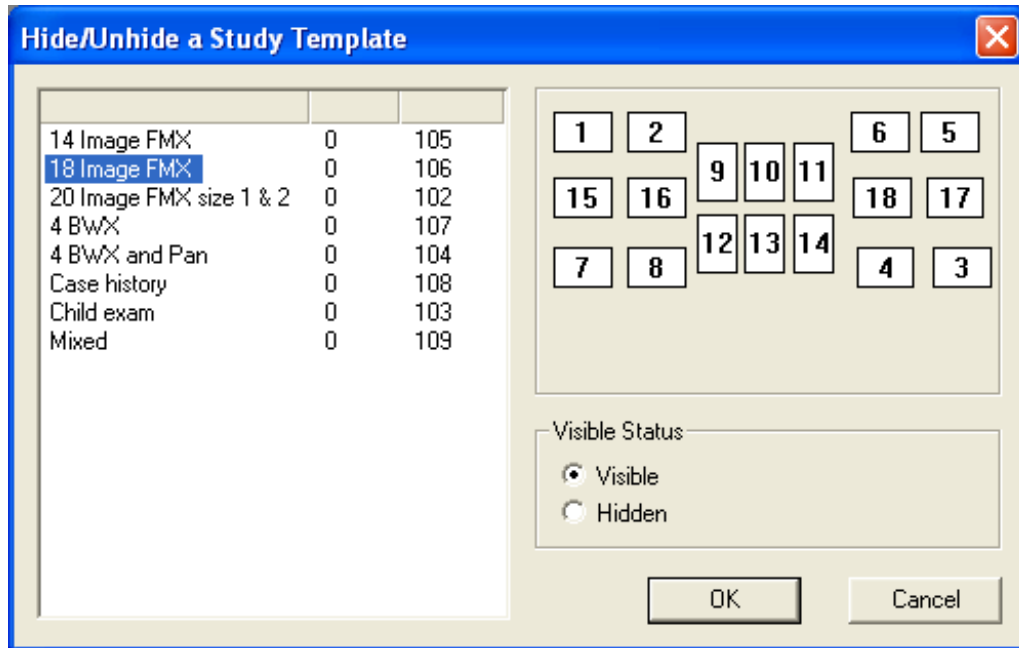 Hide/Unhide a Study Template
14 Image FMX 0 105
18 Image FMX 0 106
20 Image FMX size 1 & 2 0 102
4 BWX 0 107
4 BWX and Pan 0 104
Case history 0 108
Child exam 0 103
Mixed 0 109
1 2 6 5
9 10 11
15 16 18 17
12 13 14
7 8 4 3
Visible Status
Visible
Hidden
OK Cancel